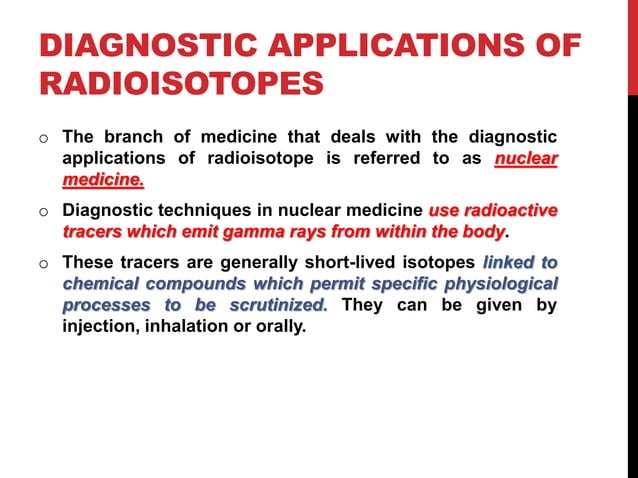 DIAGNOSTIC APPLICATIONS OF
RADIOISOTOPES
o The branch of medicine that deals with the diagnostic
applications of radioisotope is referred to as nuclear
medicine.
o Diagnostic techniques in nuclear medicine use radioactive
tracers which emit gamma rays from within the body.
o These tracers are generally short-lived isotopes linked to
chemical compounds which permit specific physiological
processes to be scrutinized. They can be given by
injection, inhalation or orally.